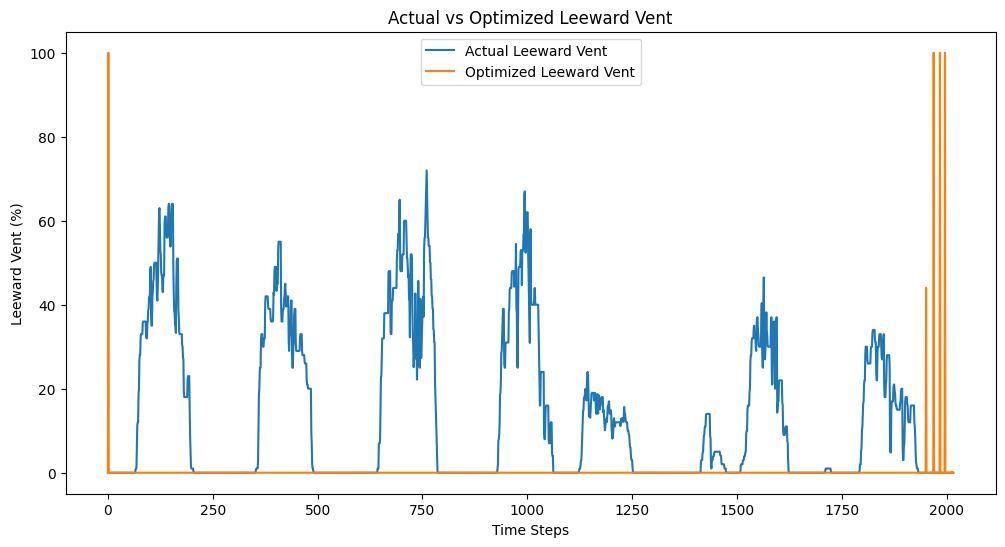 Actual vs Optimized Leeward Vent
Actual Leeward Vent
Optimized Leeward Vent
Leeward Vent (%)
100
80
60
40
20
0
0 250 500 750 1000 1250 1500 1750 2000
Time Steps